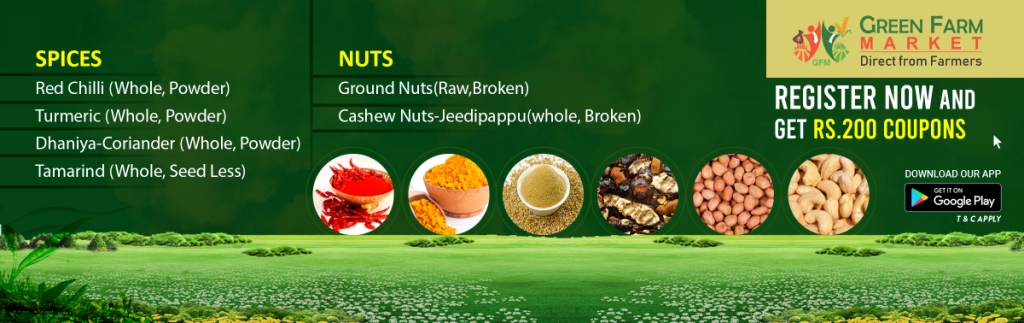 SPICES
Red Chilli (Whole, Powder)
Turmeric (Whole, Powder)
Dhaniya-Coriander (Whole, Powder)
Tamarind (Whole, Seed Less)
NUTS
Ground Nuts(Raw,Broken)
Cashew Nuts-Jeedipappu(whole, Broken)
GFM
GREEN FARM
MARKET
Direct from Farmers
REGISTER NOW AND
GET RS.200 COUPONS
DOWNLOAD OUR APP
GET IT ON
Google Play
T & C APPLY